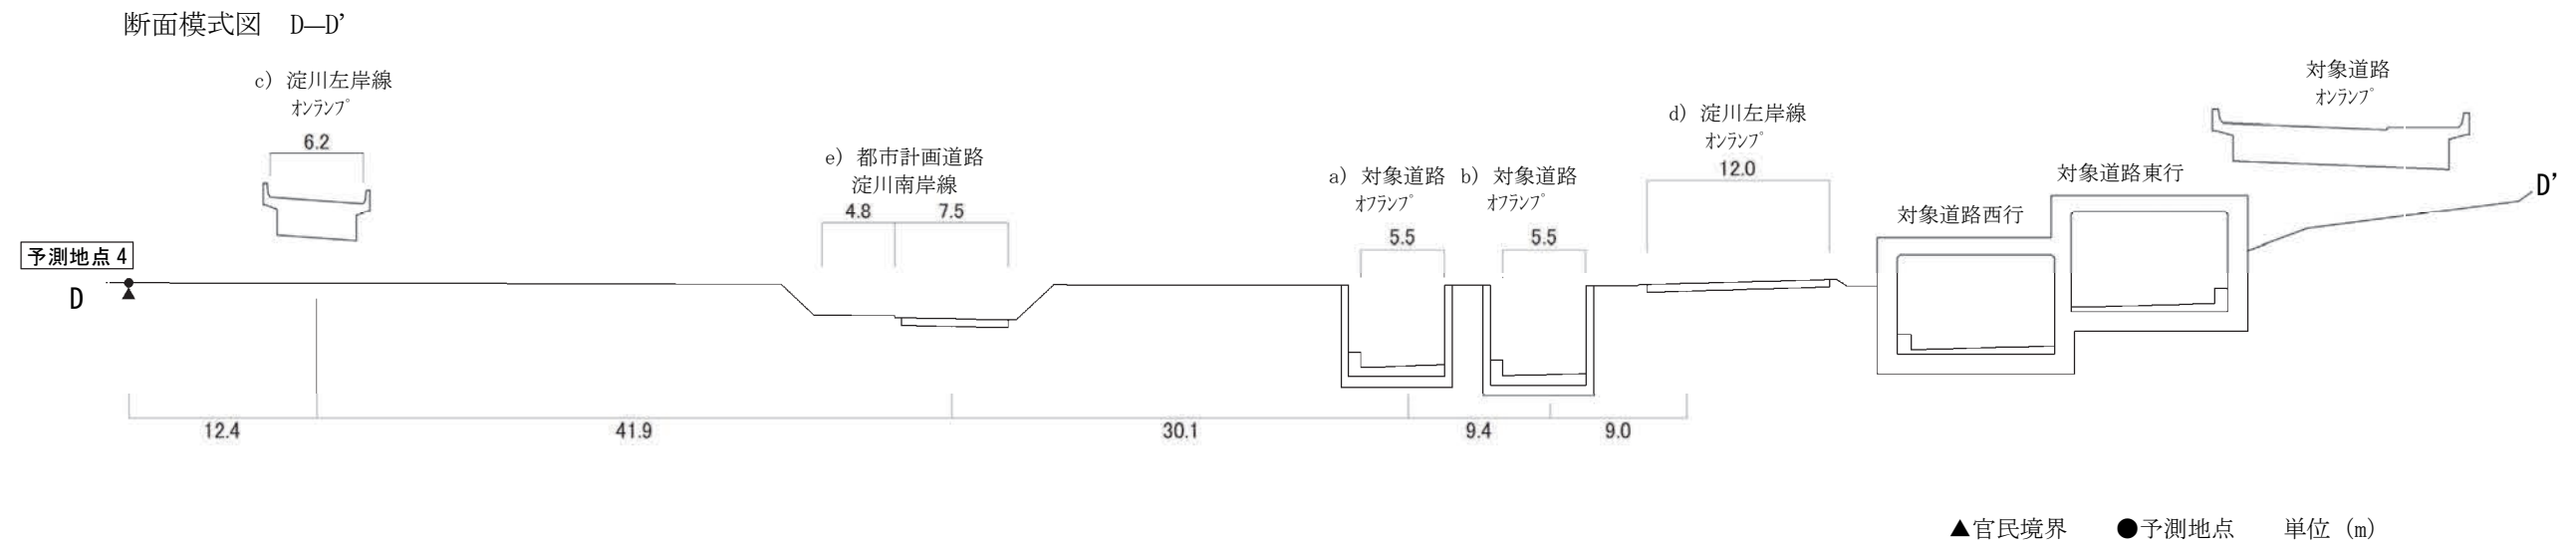 断面模式図　D―D’
c) 淀川左岸線
ｵﾝﾗﾝﾌﾟ
6.2
e) 都市計画道路
淀川南岸線
4.8
7.5
a) 対象道路
ｵﾌﾗﾝﾌﾟ
5.5
b) 対象道路
ｵﾌﾗﾝﾌﾟ
5.5
d) 淀川左岸線
ｵﾝﾗﾝﾌﾟ
12.0
対象道路西行
対象道路東行
対象道路
ｵﾝﾗﾝﾌﾟ
D’
予測地点 4
D
12.4
41.9
30.1
9.4
9.0
▲官民境界　●予測地点　単位 (m)